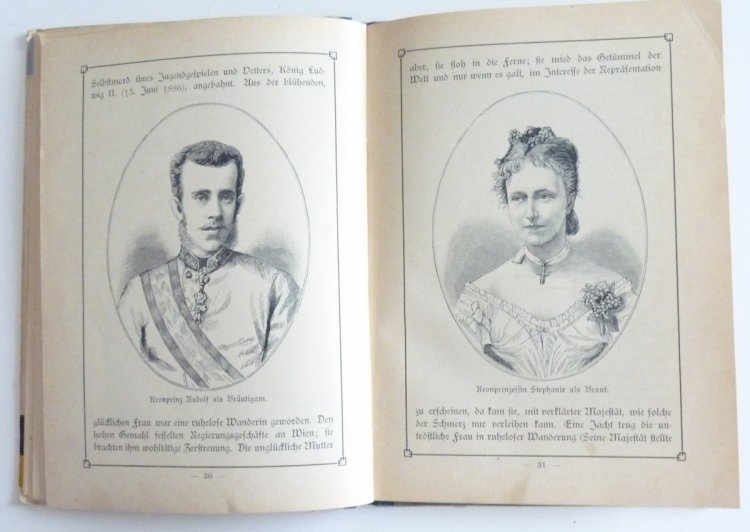 Selbstmord ihres Jugendgespielen und Vetters, König Lud-
wig II. (13. Juni 1886), angebahnt. Aus der blühenden,
Kronprinz Rudolf als Bräutigam.
glücklichen Frau war eine ruhelose Wanderin geworden. Den
hohen Gemahl fesselten Regierungsgeschäfte an Wien; sie
brachten ihm wohltätige Zerstreuung. Die unglückliche Mutter
— 30 —
aber, sie floh in die Ferne; sie mied das Getümmel der
Welt und nur wenn es galt, im Interesse der Repräsentation
Kronprinzessin Stephanie als Braut.
zu erscheinen, da kam sie, mit verklärter Majestät, wie solche
der Schmerz nur verleihen kann. Eine Jacht trug die un-
tröstliche Frau in ruheloser Wanderung (Seine Majestät stellte
— 31 —